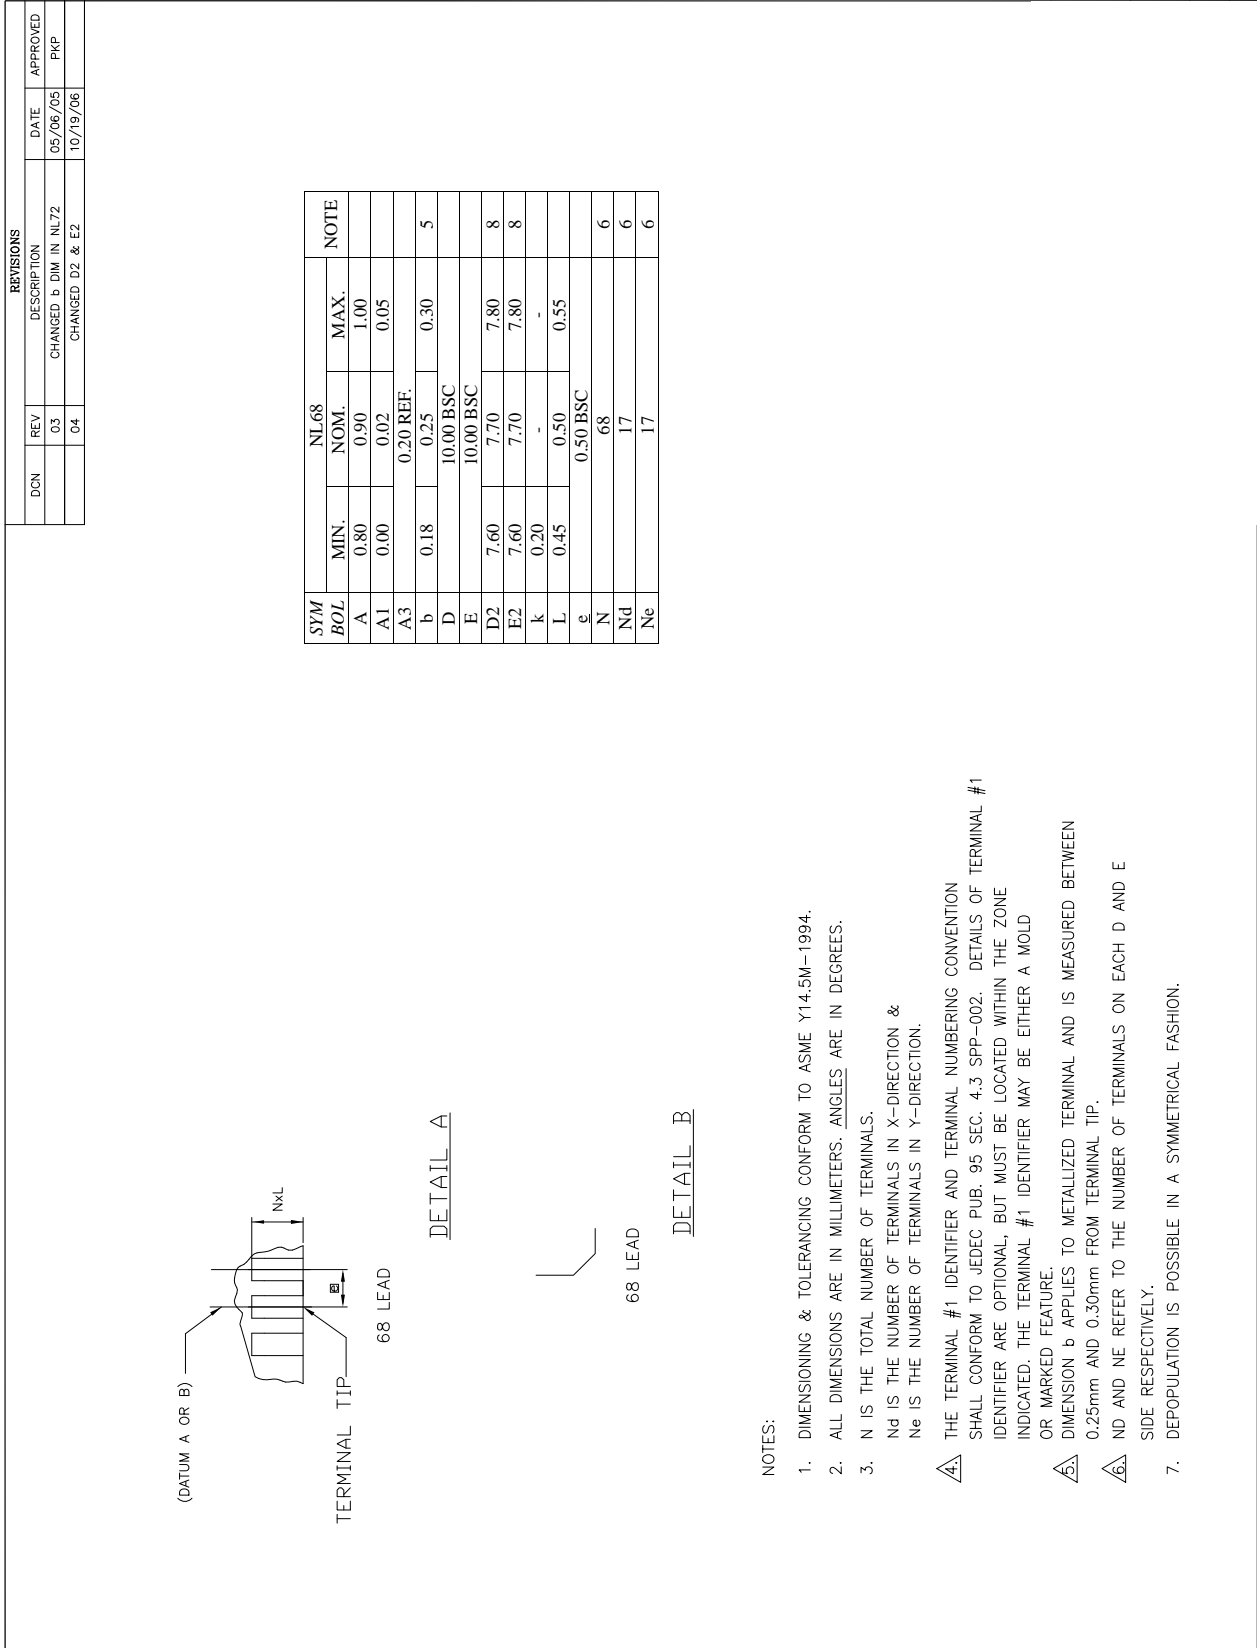 REVISIONS
DCN REV DESCRIPTION DATE APPROVED
03 CHANGED b DIM IN NL72 05/06/05 PKP
04 CHANGED D2 & E2 10/19/06
(DATUM A OR B)
NxL
e
TERMINAL TIP
68 LEAD
DETAIL A
68 LEAD
DETAIL B
SYM BOL NL68 NOTE
MIN. NOM. MAX.
A 0.80 0.90 1.00
A1 0.00 0.02 0.05
A3 0.20 REF.
b 0.18 0.25 0.30 5
D 10.00 BSC
E 10.00 BSC
D2 7.60 7.70 7.80 8
E2 7.60 7.70 7.80 8
k 0.20 - -
L 0.45 0.50 0.55
e 0.50 BSC
N 68 6
Nd 17 6
Ne 17 6
NOTES:
1. DIMENSIONING & TOLERANCING CONFORM TO ASME Y14.5M-1994.
2. ALL DIMENSIONS ARE IN MILLIMETERS. ANGLES ARE IN DEGREES.
3. N IS THE TOTAL NUMBER OF TERMINALS.
Nd IS THE NUMBER OF TERMINALS IN X-DIRECTION &
Ne IS THE NUMBER OF TERMINALS IN Y-DIRECTION.
4. THE TERMINAL #1 IDENTIFIER AND TERMINAL NUMBERING CONVENTION
SHALL CONFORM TO JEDEC PUB. 95 SEC. 4.3 SPP-002. DETAILS OF TERMINAL #1
IDENTIFIER ARE OPTIONAL, BUT MUST BE LOCATED WITHIN THE ZONE
INDICATED. THE TERMINAL #1 IDENTIFIER MAY BE EITHER A MOLD
OR MARKED FEATURE.
5. DIMENSION b APPLIES TO METALLIZED TERMINAL AND IS MEASURED BETWEEN
0.25mm AND 0.30mm FROM TERMINAL TIP.
6. ND AND NE REFER TO THE NUMBER OF TERMINALS ON EACH D AND E
SIDE RESPECTIVELY.
7. DEPOPULATION IS POSSIBLE IN A SYMMETRICAL FASHION.